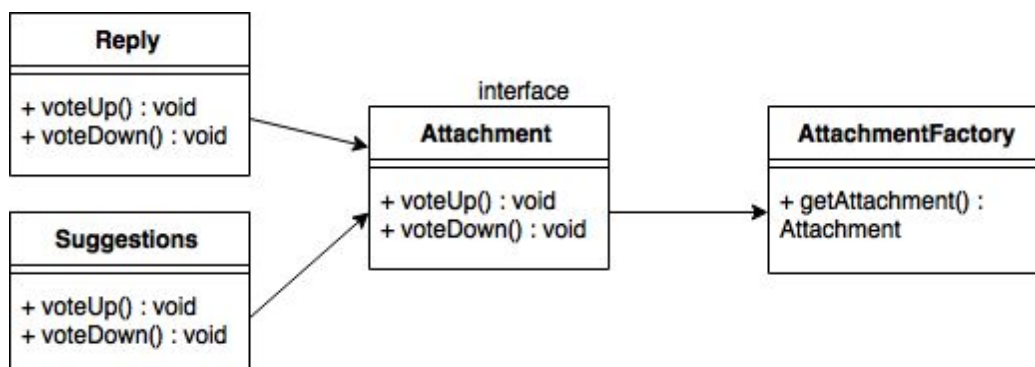 Reply
+ voteUp() : void
+ voteDown() : void
Suggestions
+ voteUp() : void
+ voteDown() : void
interface
Attachment
+ voteUp() : void
+ voteDown() : void
AttachmentFactory
+ getAttachment() :
Attachment